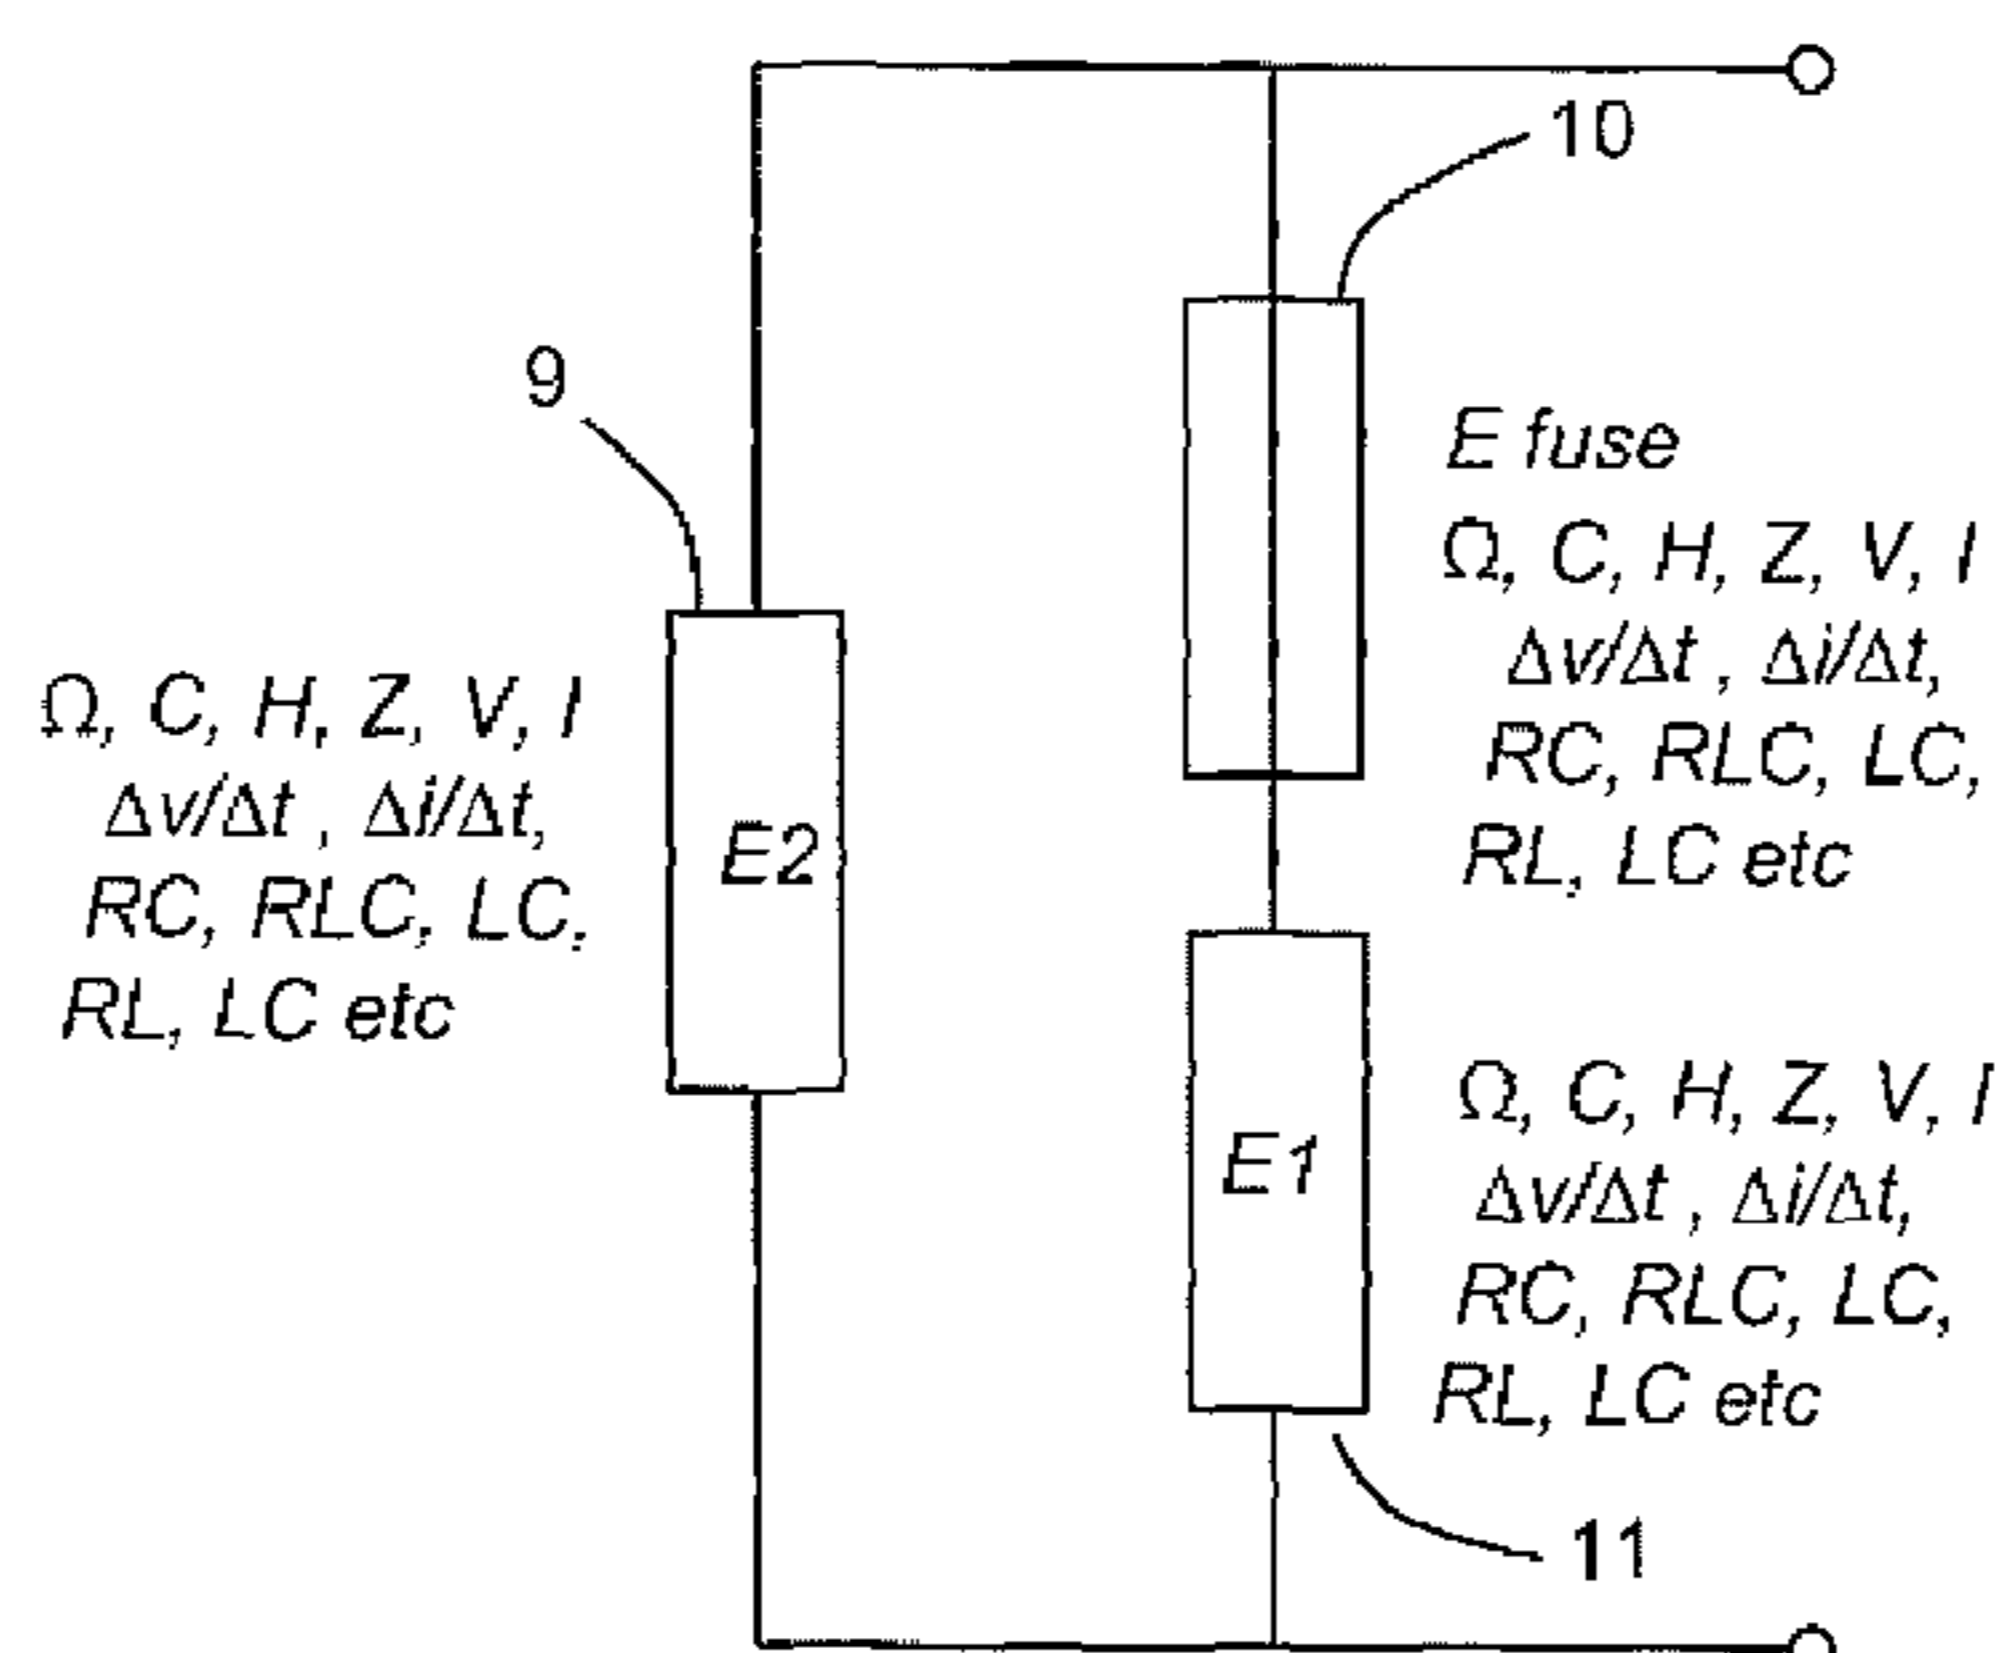 10
9
E fuse
Ω, C, H, Z, V, I
Δv/Δt , Δi/Δt,
RC, RLC, LC,
RL, LC etc
Ω, C, H, Z, V, I
Δv/Δt , Δi/Δt,
RC, RLC, LC,
RL, LC etc
E2
E1
Ω, C, H, Z, V, I
Δv/Δt , Δi/Δt,
RC, RLC, LC,
RL, LC etc
11